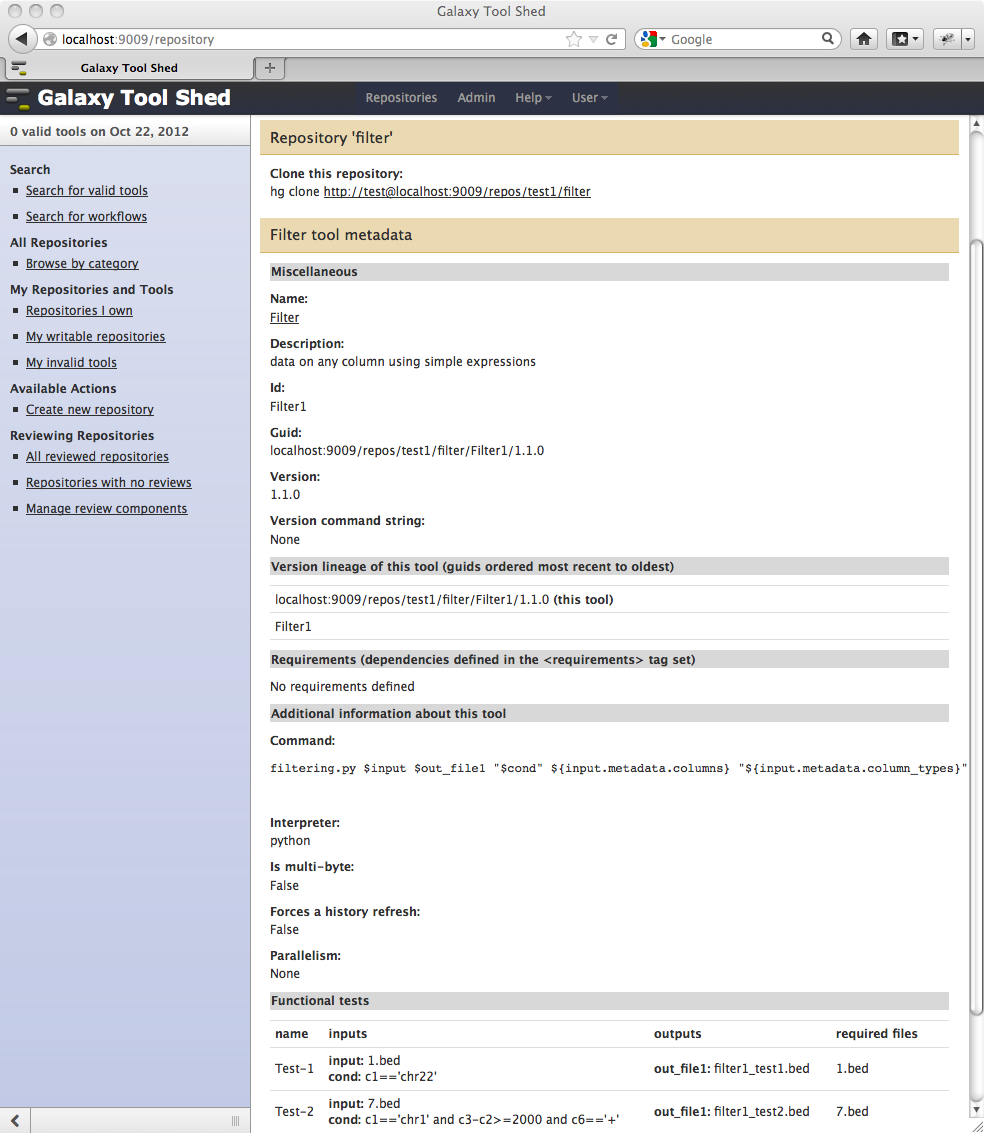 Galaxy Tool Shed
localhost:9009/repository
Google
Galaxy Tool Shed
Galaxy Tool Shed
Repositories Admin Help User
0 valid tools on Oct 22, 2012
Search
Search for valid tools
Search for workflows
All Repositories
Browse by category
My Repositories and Tools
Repositories I own
My writable repositories
My invalid tools
Available Actions
Create new repository
Reviewing Repositories
All reviewed repositories
Repositories with no reviews
Manage review components
Repository 'filter'
Clone this repository:
hg clone http://test@localhost:9009/repos/test1/filter
Filter tool metadata
Miscellaneous
Name:
Filter
Description:
data on any column using simple expressions
Id:
Filter1
Guid:
localhost:9009/repos/test1/filter/Filter1/1.1.0
Version:
1.1.0
Version command string:
None
Version lineage of this tool (guids ordered most recent to oldest)
localhost:9009/repos/test1/filter/Filter1/1.1.0 (this tool)
Filter1
Requirements (dependencies defined in the <requirements> tag set)
No requirements defined
Additional information about this tool
Command:
filtering.py $input $out_file1 "$cond" ${input.metadata.columns} "${input.metadata.column_types}"
Interpreter:
python
Is multi-byte:
False
Forces a history refresh:
False
Parallelism:
None
Functional tests
name inputs outputs required files
Test-1 input: 1.bed
cond: c1=='chr22' out_file1: filter1_test1.bed 1.bed
Test-2 input: 7.bed
cond: c1=='chr1' and c3-c2>=2000 and c6=='+' out_file1: filter1_test2.bed 7.bed